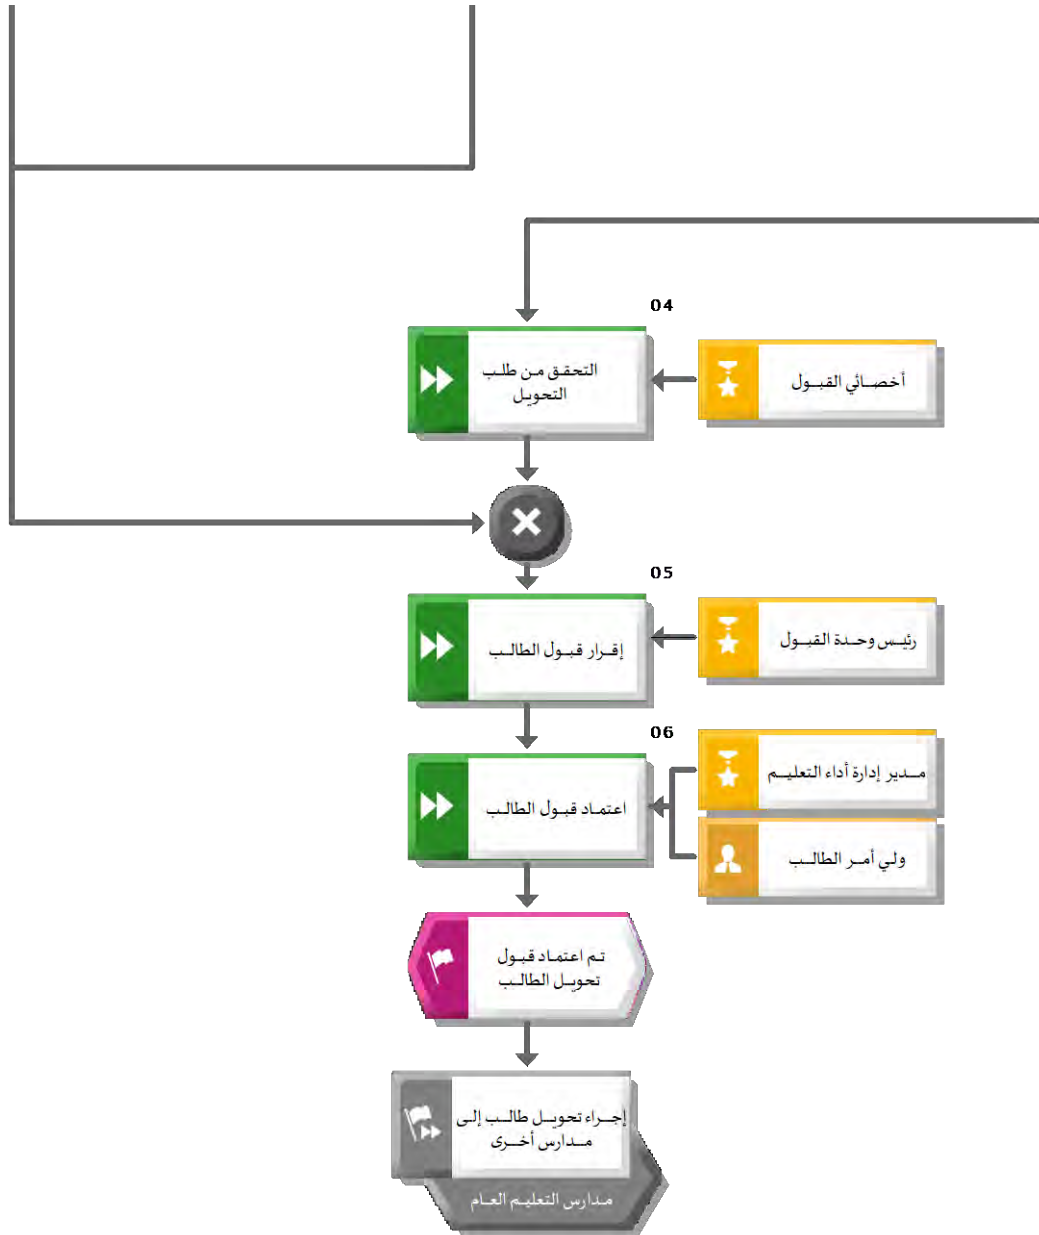 04
التحقق من طلب
التحويل
أخصائي القبول
05
إقرار قبول الطالب
رئيس وحدة القبول
06
اعتماد قبول الطالب
مدير إدارة أداء التعليم
ولي أمر الطالب
تم اعتماد قبول
تحويل الطالب
إجراء تحويل طالب إلى
مدارس أخرى
مدارس التعليم العام